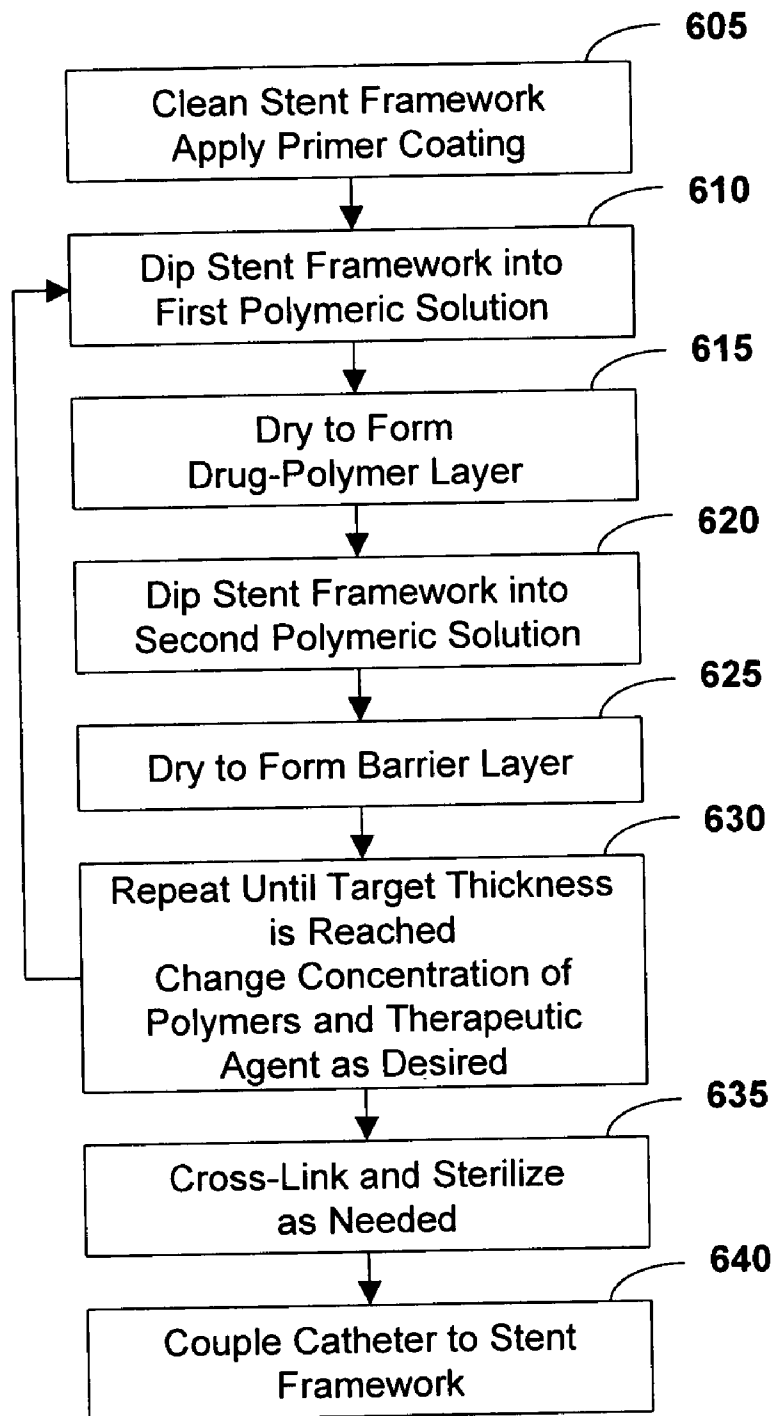 605
Clean Stent Framework
Apply Primer Coating
610
Dip Stent Framework into
First Polymeric Solution
615
Dry to Form
Drug-Polymer Layer
620
Dip Stent Framework into
Second Polymeric Solution
625
Dry to Form Barrier Layer
630
Repeat Until Target Thickness
is Reached
Change Concentration of
Polymers and Therapeutic
Agent as Desired
635
Cross-Link and Sterilize
as Needed
640
Couple Catheter to Stent
Framework